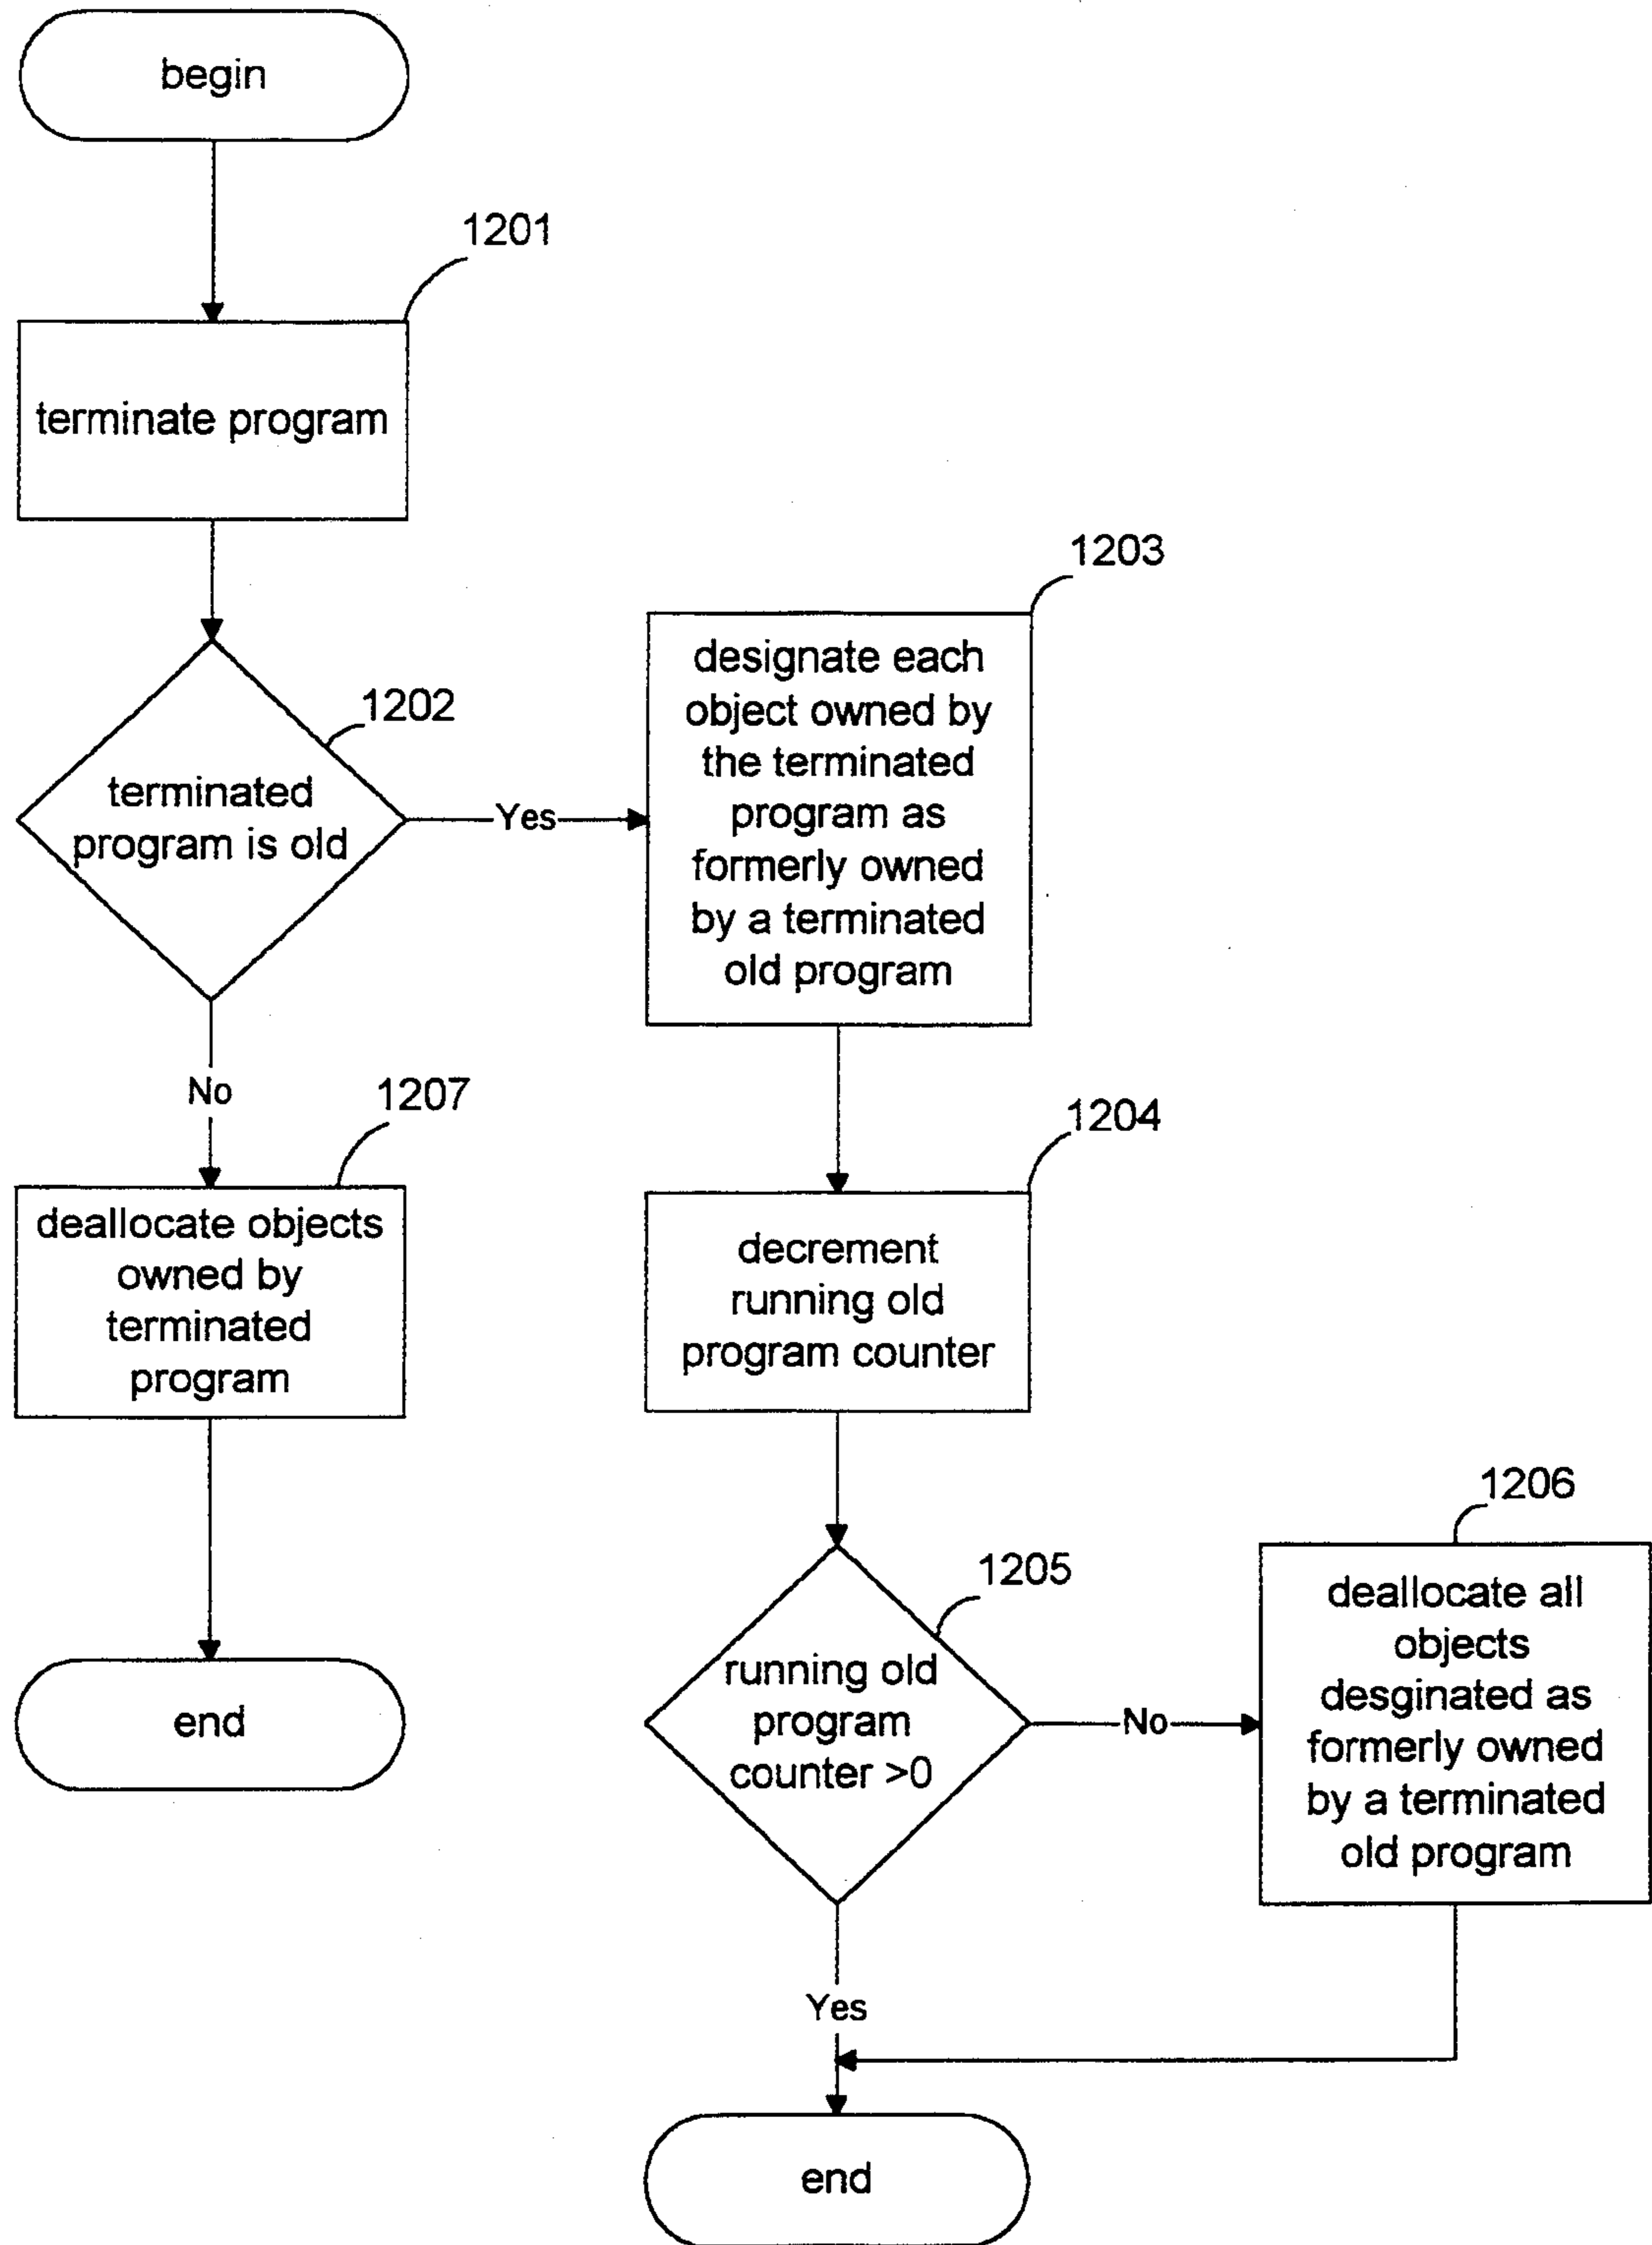 begin
1201
terminate program
1202
terminated
program is old
Yes
1203
designate each
object owned by
the terminated
program as
formerly owned
by a terminated
old program
No
1207
deallocate objects
owned by
terminated
program
end
1204
decrement
running old
program counter
1205
running old
program
counter >0
No
1206
deallocate all
objects
desginated as
formerly owned
by a terminated
old program
Yes
end